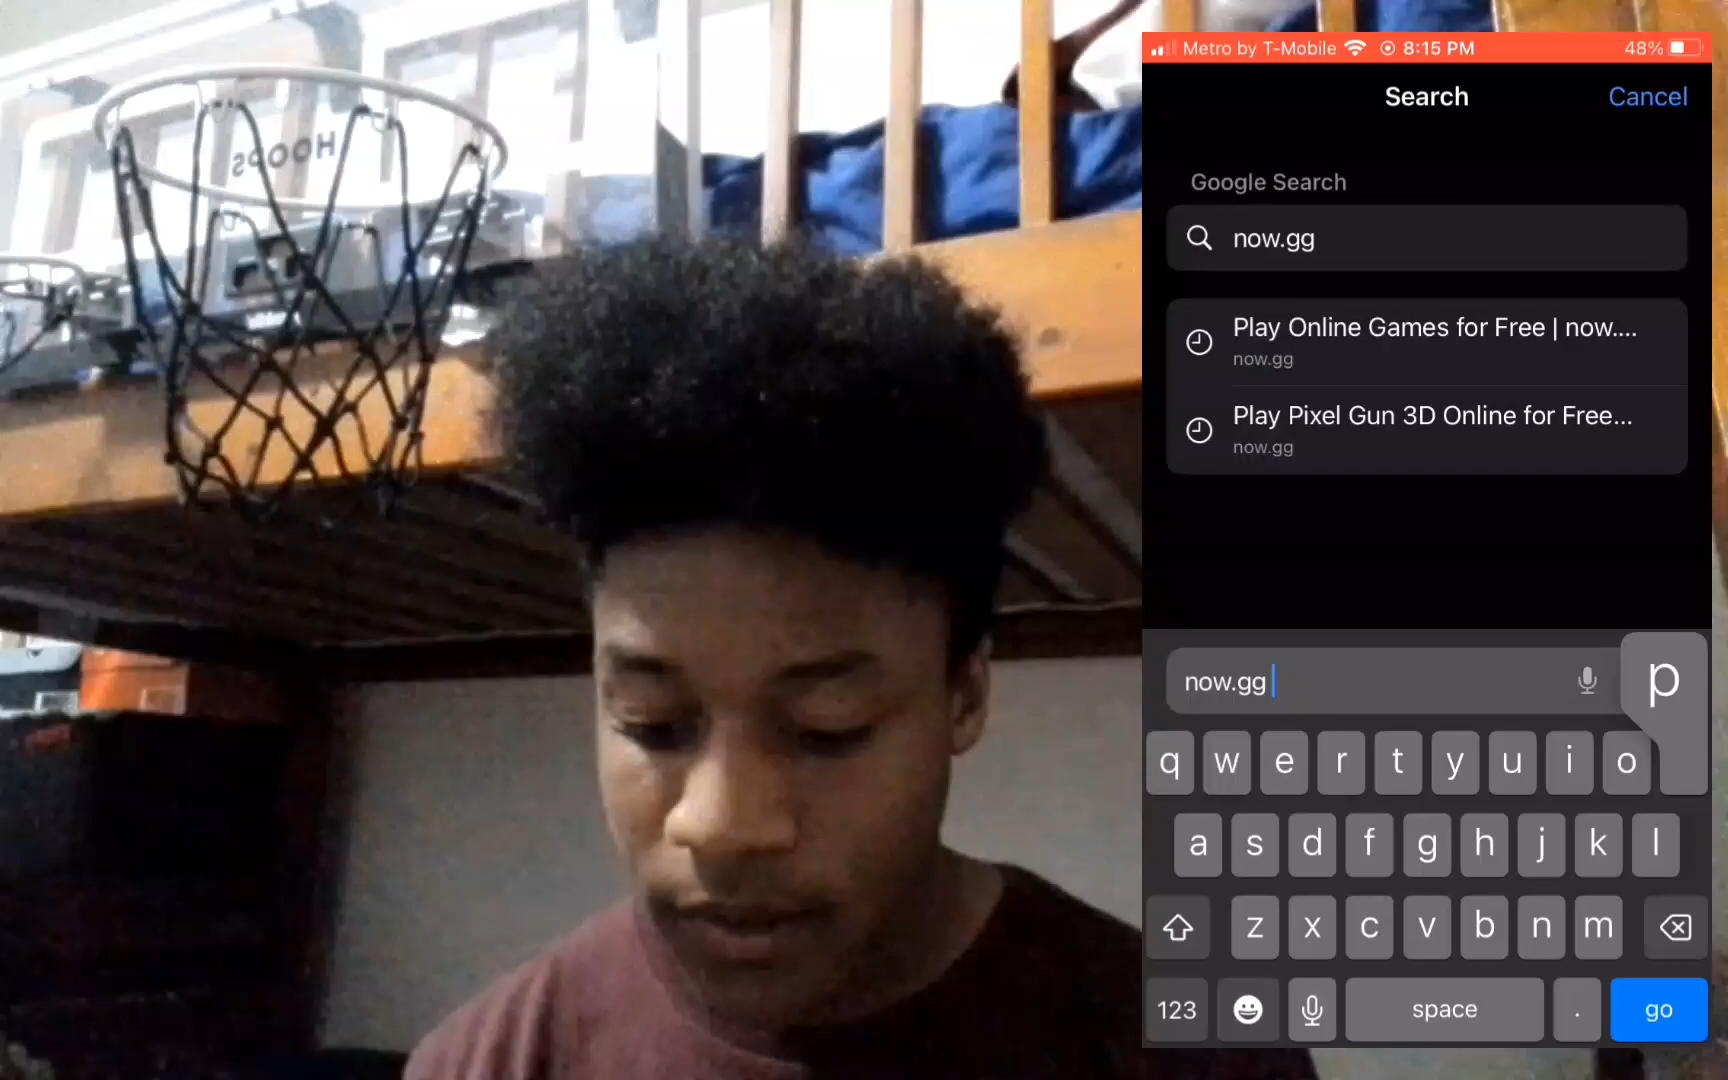 HOOPS
Metro by T-Mobile 8:15 PM 48%
Search Cancel
Google Search
now.gg
Play Online Games for Free | now....
now.gg
Play Pixel Gun 3D Online for Free...
now.gg
now.gg
p
q w e r t y u i o
a s d f g h j k l
z x c v b n m
123 space . go